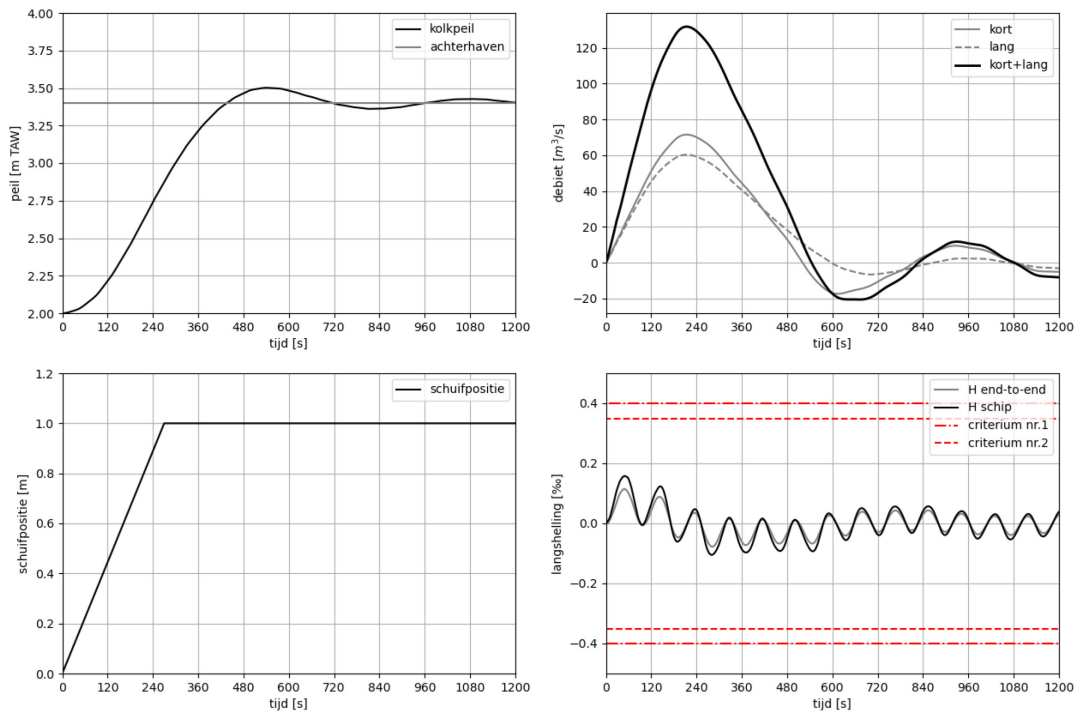 4.00
3.75
3.50
3.25
3.00
2.75
2.50
2.25
2.00
peil [m TAW]
0 120 240 360 480 600 720 840 960 1080 1200
tijd [s]
kolkpeil
achterhaven
120
100
80
60
40
20
0
−20
debiet [m³/s]
0 120 240 360 480 600 720 840 960 1080 1200
tijd [s]
kort
lang
kort+lang
1.2
1.0
0.8
0.6
0.4
0.2
0.0
schuifpositie [m]
0 120 240 360 480 600 720 840 960 1080 1200
tijd [s]
schuifpositie
0.4
0.2
0.0
−0.2
−0.4
langshelling [‰]
0 120 240 360 480 600 720 840 960 1080 1200
tijd [s]
H end-to-end
H schip
criterium nr.1
criterium nr.2